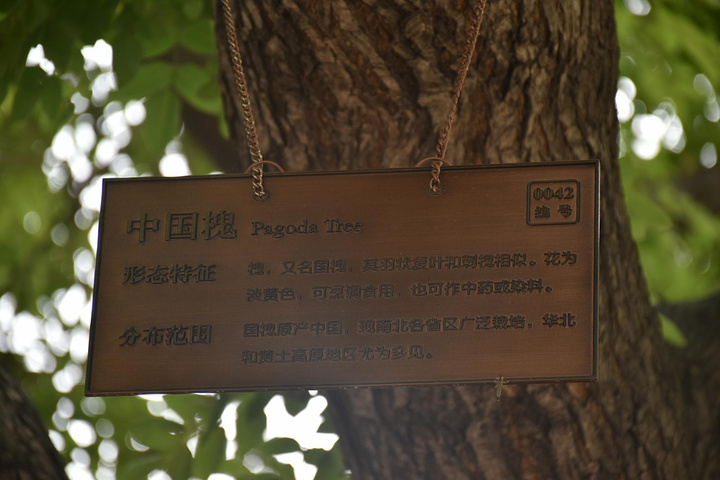 0042
编号
中国槐 Pagoda Tree
形态特征 槐，又名国槐，其羽状复叶和刺槐相似。花为
淡黄色，可烹调食用，也可作中药或染料。
分布范围 国槐原产中国，现南北各省区广泛栽培，华北
和黄土高原地区尤为多见。